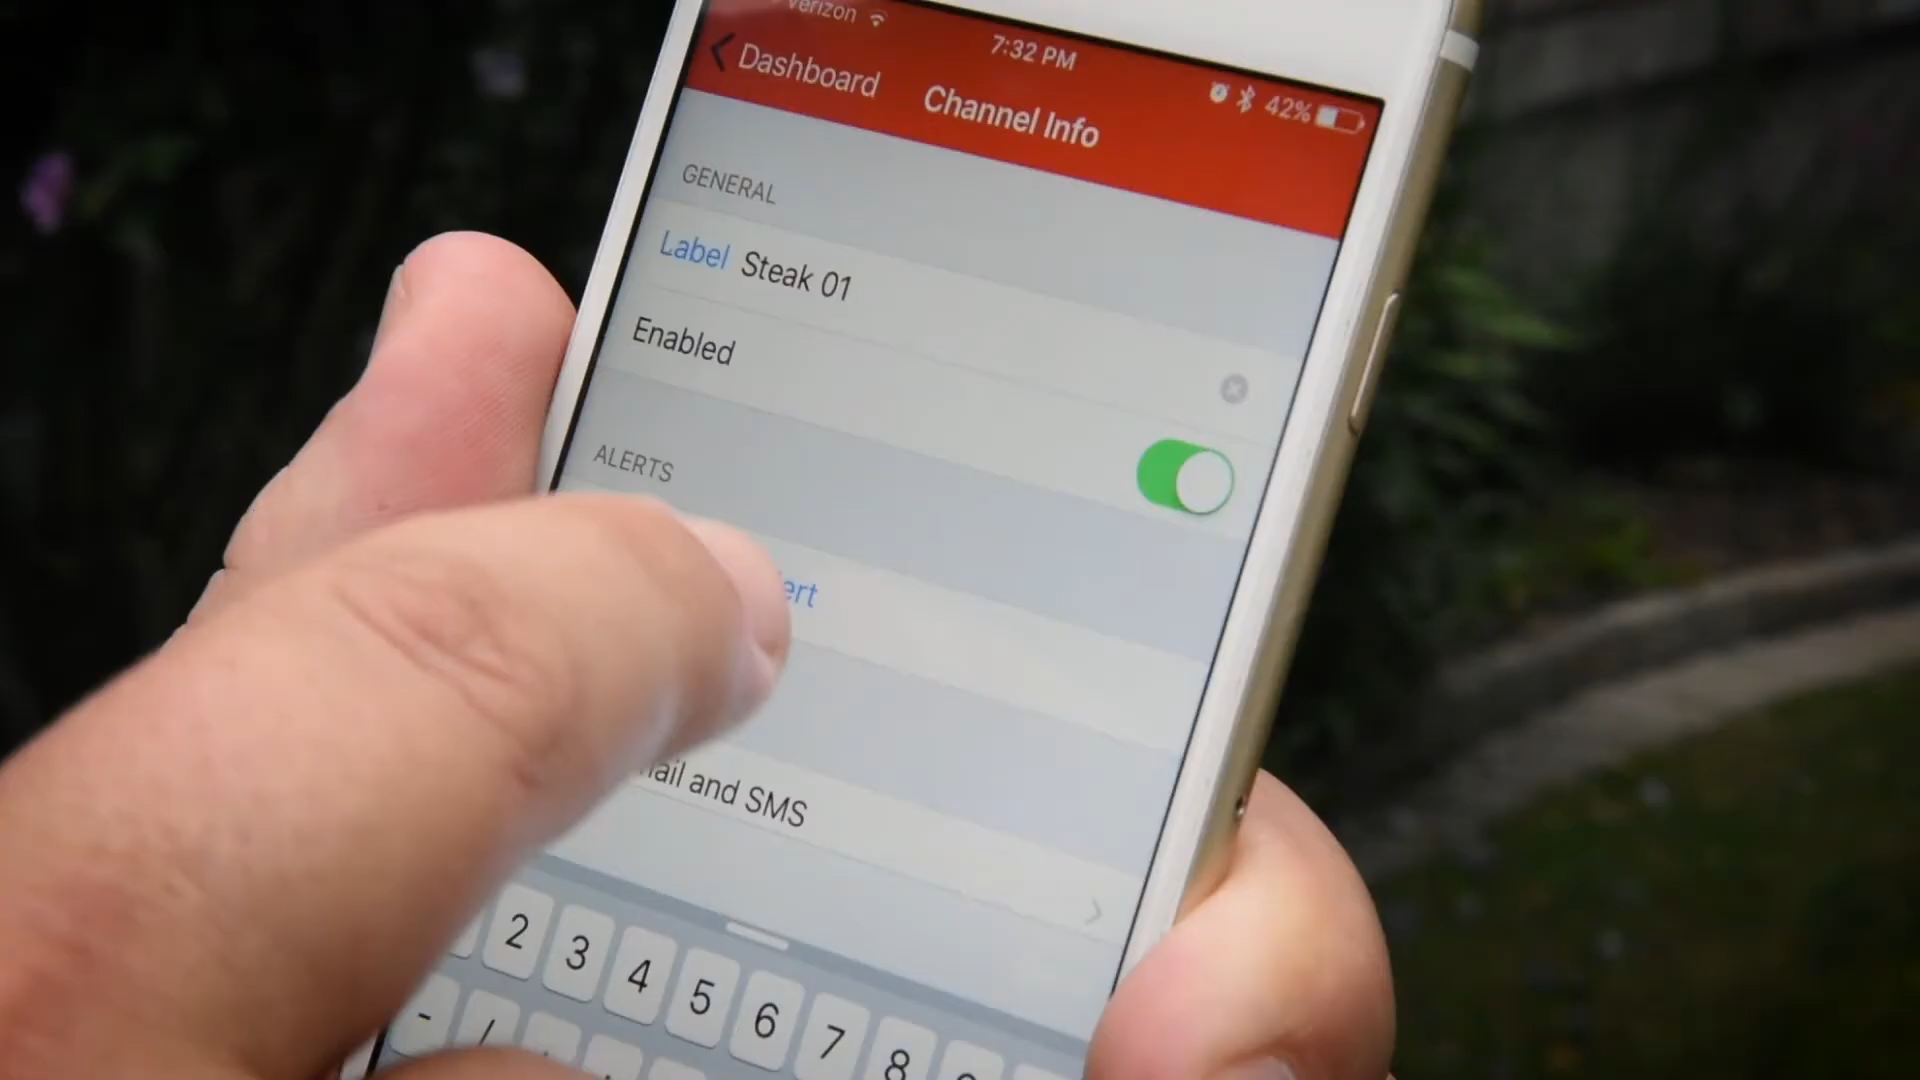 verizon
7:32 PM
42%
Dashboard
Channel Info
GENERAL
Label Steak 01
Enabled
ALERTS
ert
ail and SMS
2 3 4 5 6 7 8
- /